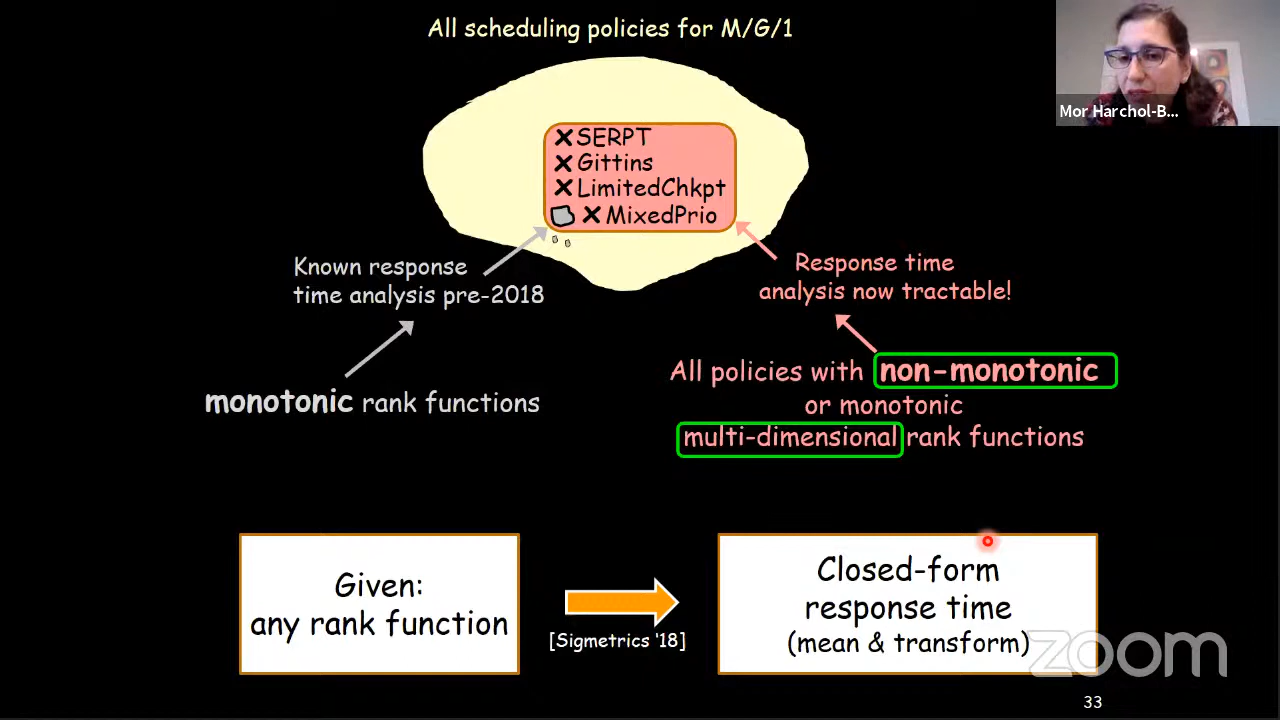 All scheduling policies for M/G/1
Mor Harchol-B...
×SERPT
×Gittins
×LimitedChkpt
×MixedPrio
Known response
time analysis pre-2018
Response time
analysis now tractable!
monotonic rank functions
All policies with non-monotonic
or monotonic
multi-dimensional rank functions
Given:
any rank function
[Sigmetrics '18]
Closed-form
response time
(mean & transform)
zoom
33